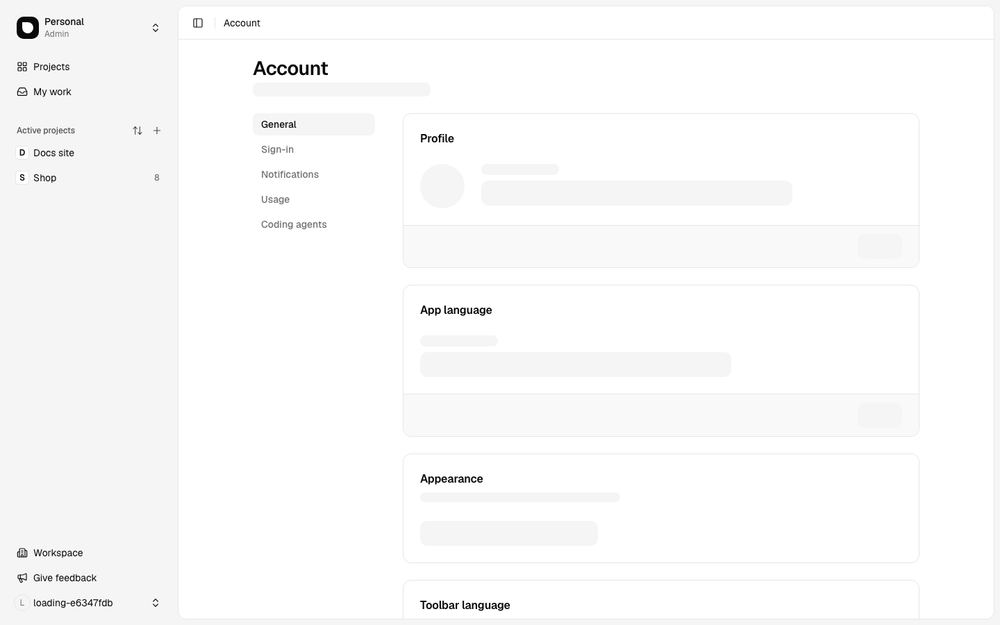 Personal
Admin
Projects
My work
Active projects
D Docs site
S Shop 8
Workspace
Give feedback
L loading-e6347fdb
Account
Account
General
Sign-in
Notifications
Usage
Coding agents
Profile
App language
Appearance
Toolbar language